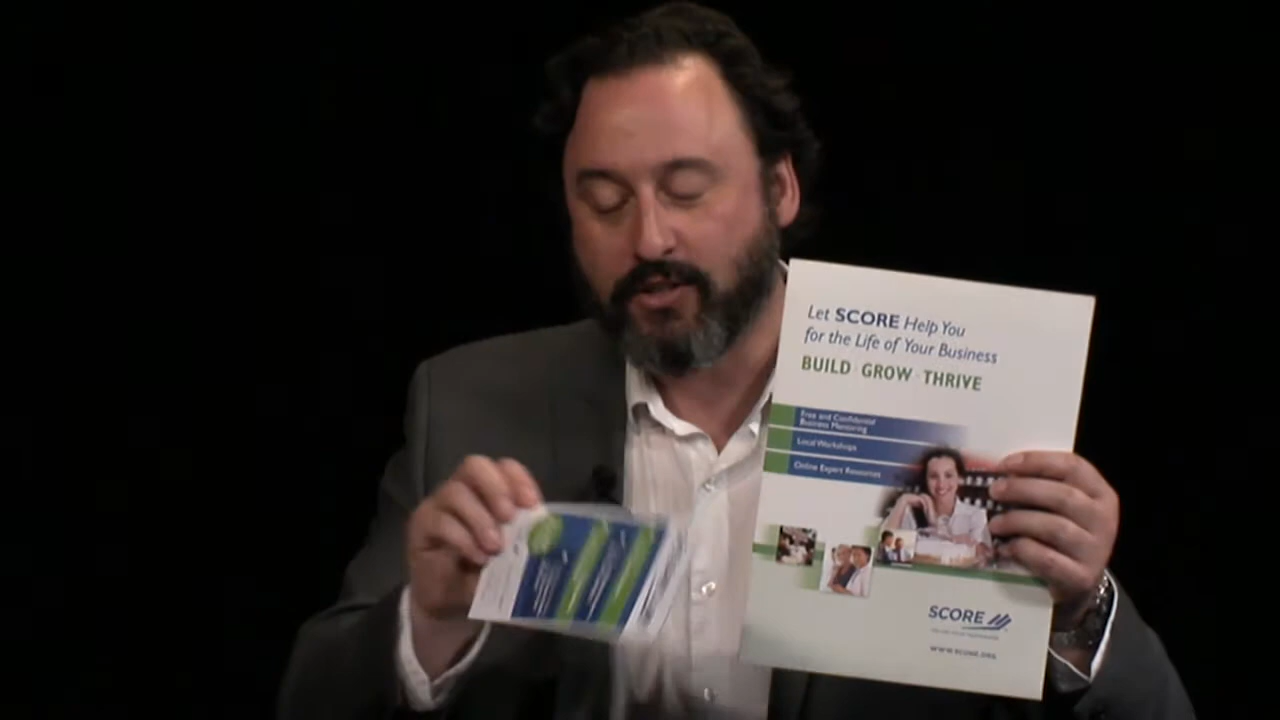 Let SCORE Help You
for the Life of Your Business
BUILD · GROW · THRIVE
Free and Confidential
Business Mentoring
Local Workshops
Online Expert Resources
SCORE
WWW.SCORE.ORG